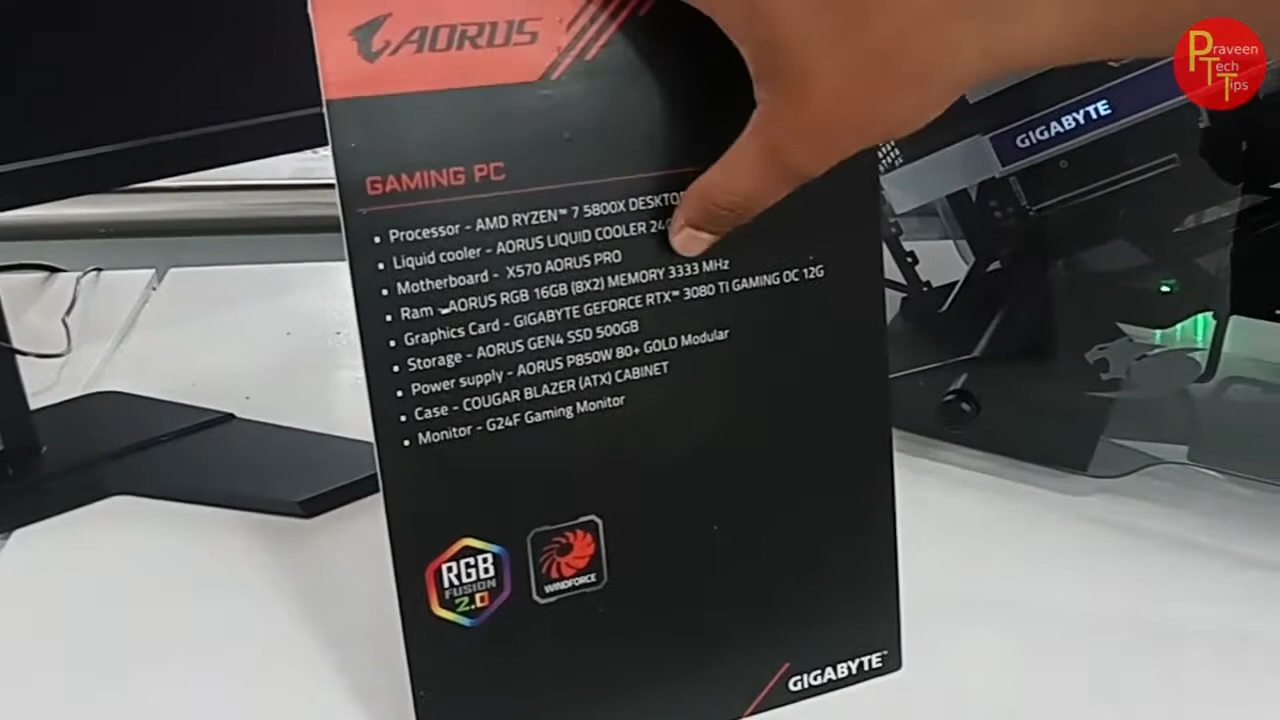 AORUS
Praveen
Tech
Tips
GIGABYTE
GAMING PC
Processor - AMD RYZEN™ 7 5800X
Liquid cooler - AORUS LIQUID COOLER
Motherboard - X570 AORUS PRO
Ram - AORUS RGB 16GB (8X2) MEMORY 3333 MHz
Graphics Card - GIGABYTE GEFORCE RTX™ 3080 TI GAMING OC 12G
Storage - AORUS GEN4 SSD 500GB
Power supply - AORUS P850W 80+ GOLD Modular
Case - COUGAR BLAZER (ATX) CABINET
Monitor - G24F Gaming Monitor
RGB
FUSION
2.0
WINDFORCE
GIGABYTE™